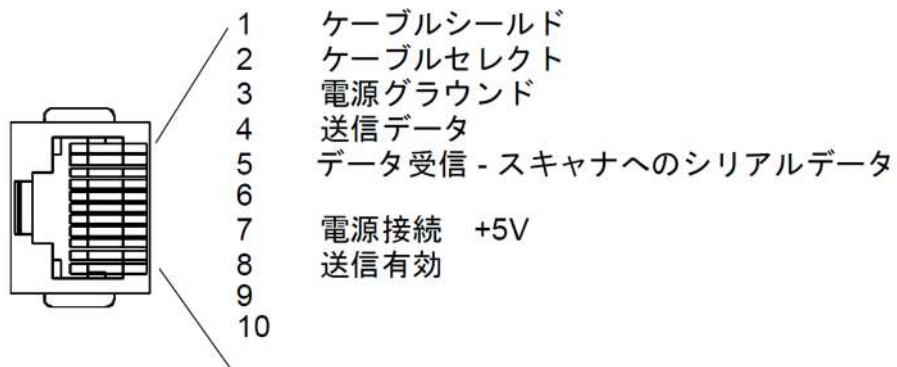 1 ケーブルシールド
2 ケーブルセレクト
3 電源グラウンド
4 送信データ
5 データ受信 - スキャナへのシリアルデータ
6
7 電源接続 +5V
8 送信有効
9
10